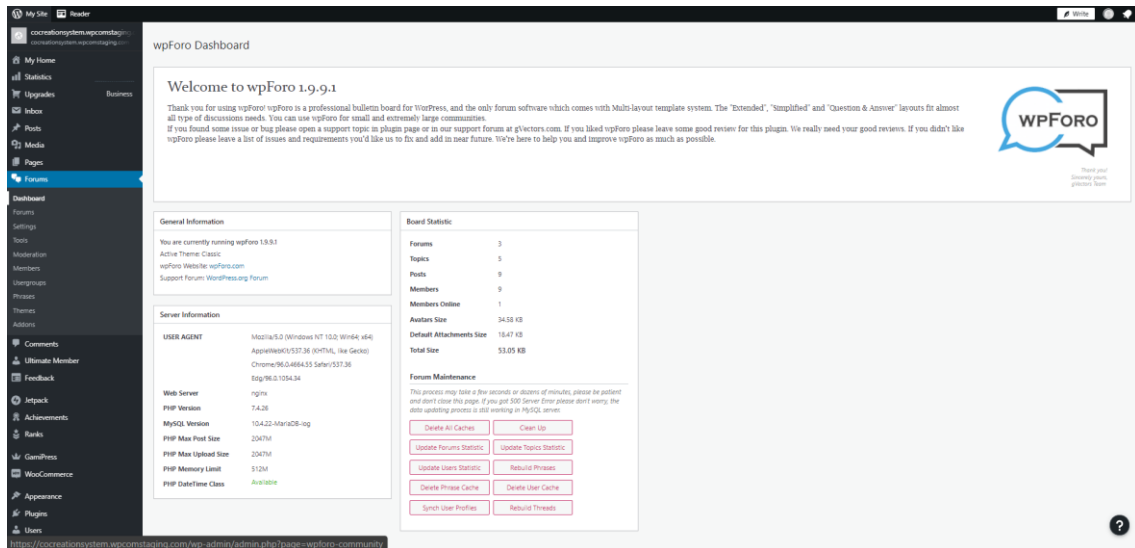 My Site Reader Write
cocreationsystem.wpcomstaging
cocreationsystem.wpcomstaging.com
My Home
Statistics
Upgrades Business
Inbox
Posts
Media
Pages
Forums
Dashboard
Forums
Settings
Tools
Moderation
Members
Usergroups
Phrases
Themes
Addons
Comments
Ultimate Member
Feedback
Jetpack
Achievements
Ranks
GamiPress
WooCommerce
Appearance
Plugins
Users
https://cocreationsystem.wpcomstaging.com/wp-admin/admin.php?page=wpforo-community
wpForo Dashboard
Welcome to wpForo 1.9.9.1
Thank you for using wpForo! wpForo is a professional bulletin board for WorPress, and the only forum software which comes with Multi-layout template system. The "Extended", "Simplified" and "Question & Answer" layouts fit almost
all type of discussions needs. You can use wpForo for small and extremely large communities.
If you found some issue or bug please open a support topic in plugin page or in our support forum at gVectors.com. If you liked wpForo please leave some good review for this plugin. We really need your good reviews. If you didn't like
wpForo please leave a list of issues and requirements you'd like us to fix and add in near future. We're here to help you and improve wpForo as much as possible.
WPFORO
Thank you!
Sincerely yours,
gVectors Team
General Information
You are currently running wpForo 1.9.9.1
Active Theme: Classic
wpForo Website: wpForo.com
Support Forum: WordPress.org Forum
Server Information
USER AGENT Mozilla/5.0 (Windows NT 10.0; Win64; x64)
AppleWebKit/537.36 (KHTML, like Gecko)
Chrome/96.0.4664.55 Safari/537.36
Edg/96.0.1054.34
Web Server nginx
PHP Version 7.4.26
MySQL Version 10.4.22-MariaDB-log
PHP Max Post Size 2047M
PHP Max Upload Size 2047M
PHP Memory Limit 512M
PHP DateTime Class Available
Board Statistic
Forums 3
Topics 5
Posts 9
Members 9
Members Online 1
Avatars Size 34.58 KB
Default Attachments Size 18.47 KB
Total Size 53.05 KB
Forum Maintenance
This process may take a few seconds or dozens of minutes, please be patient
and don't close this page. If you got 500 Server Error please don't worry, the
data updating process is still working in MySQL server.
Delete All Caches Clean Up
Update Forums Statistic Update Topics Statistic
Update Users Statistic Rebuild Phrases
Delete Phrase Cache Delete User Cache
Synch User Profiles Rebuild Threads
?